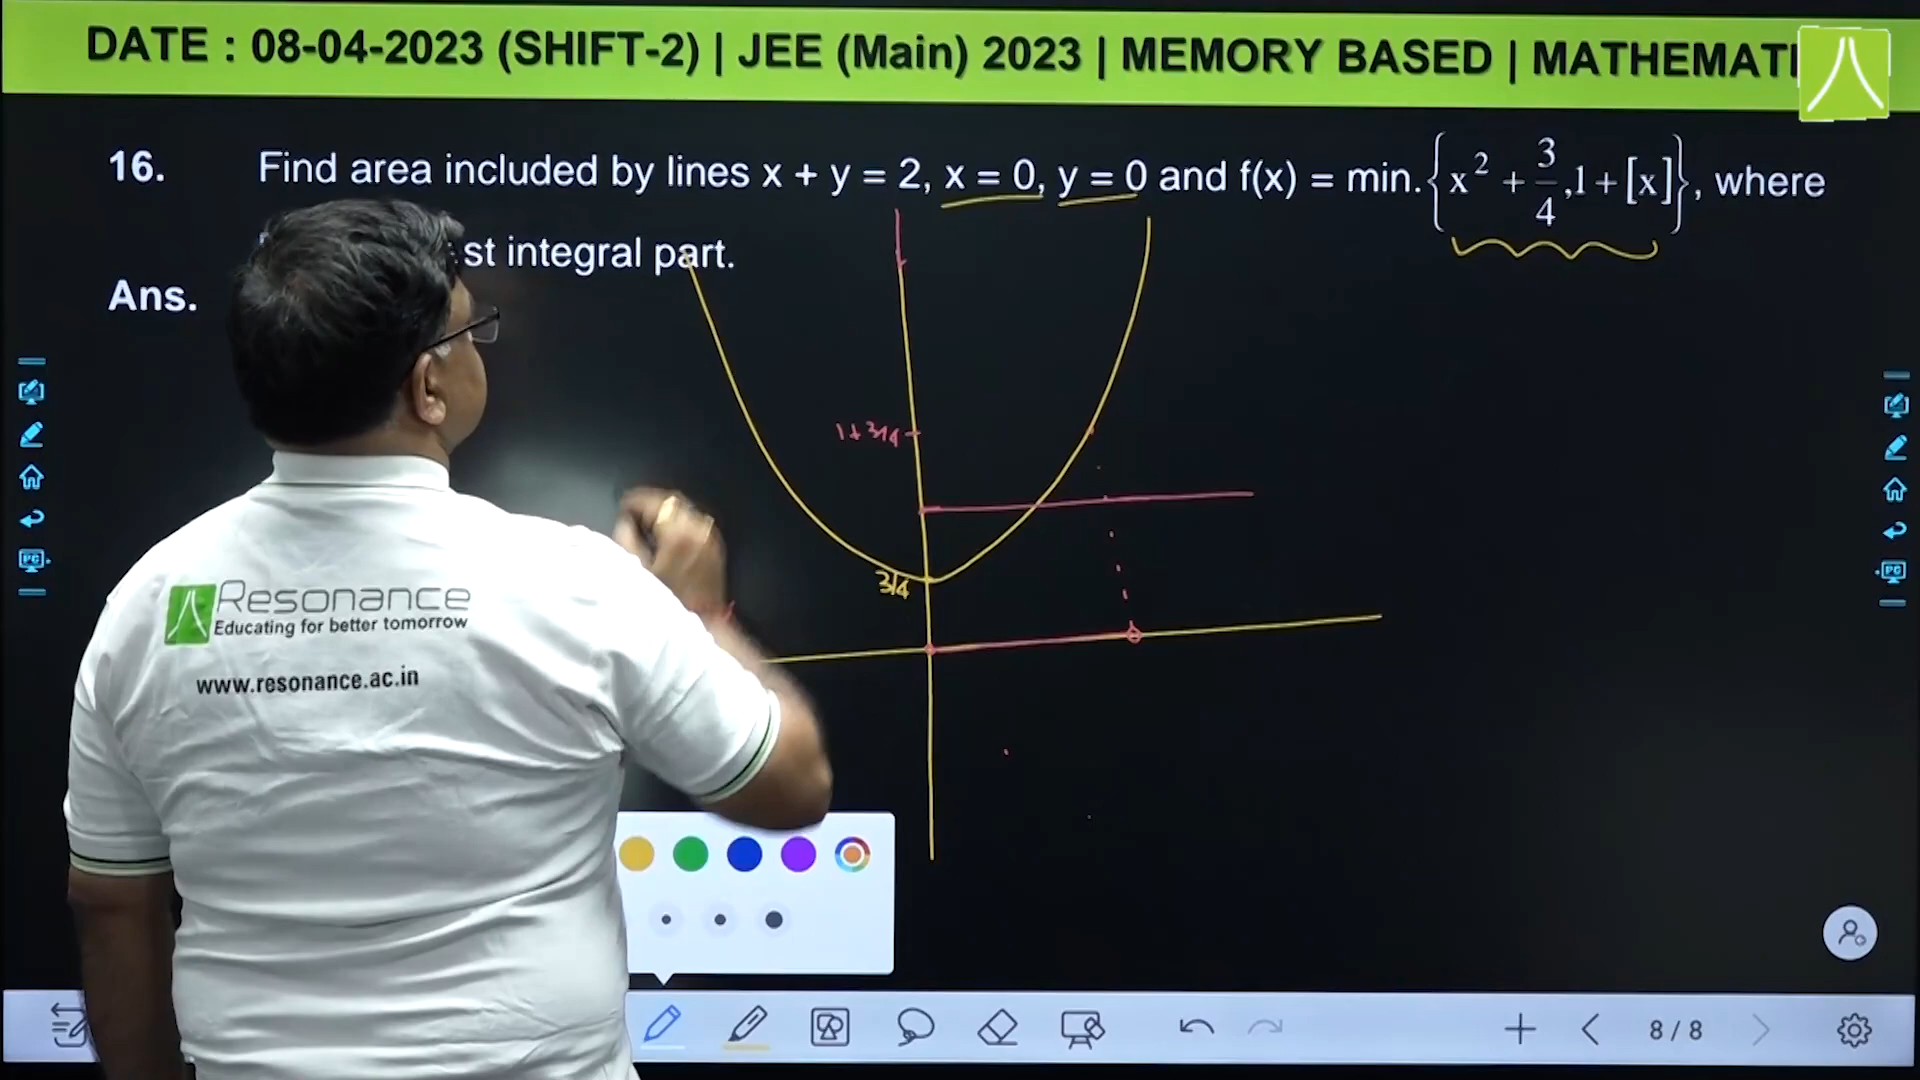 DATE : 08-04-2023 (SHIFT-2) | JEE (Main) 2023 | MEMORY BASED | MATHEMATI
16. Find area included by lines x + y = 2, x = 0, y = 0 and f(x) = min. {x² + 3/4 ,1 + [x]}, where
st integral part.
Ans.
1 + 3/4
3/4
Resonance
Educating for better tomorrow
www.resonance.ac.in
PC
PC
8 / 8